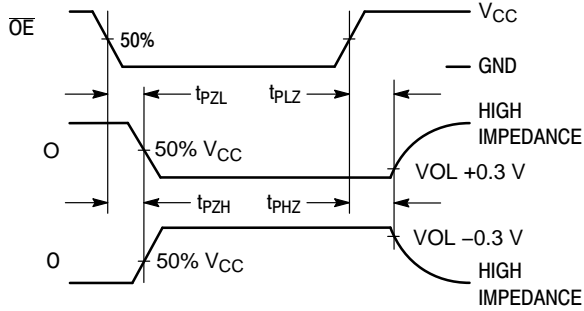 OE
50%
VCC
GND
tPZL
tPLZ
HIGH
IMPEDANCE
O
50% VCC
VOL +0.3 V
tPZH
tPHZ
VOL −0.3 V
O
50% VCC
HIGH
IMPEDANCE